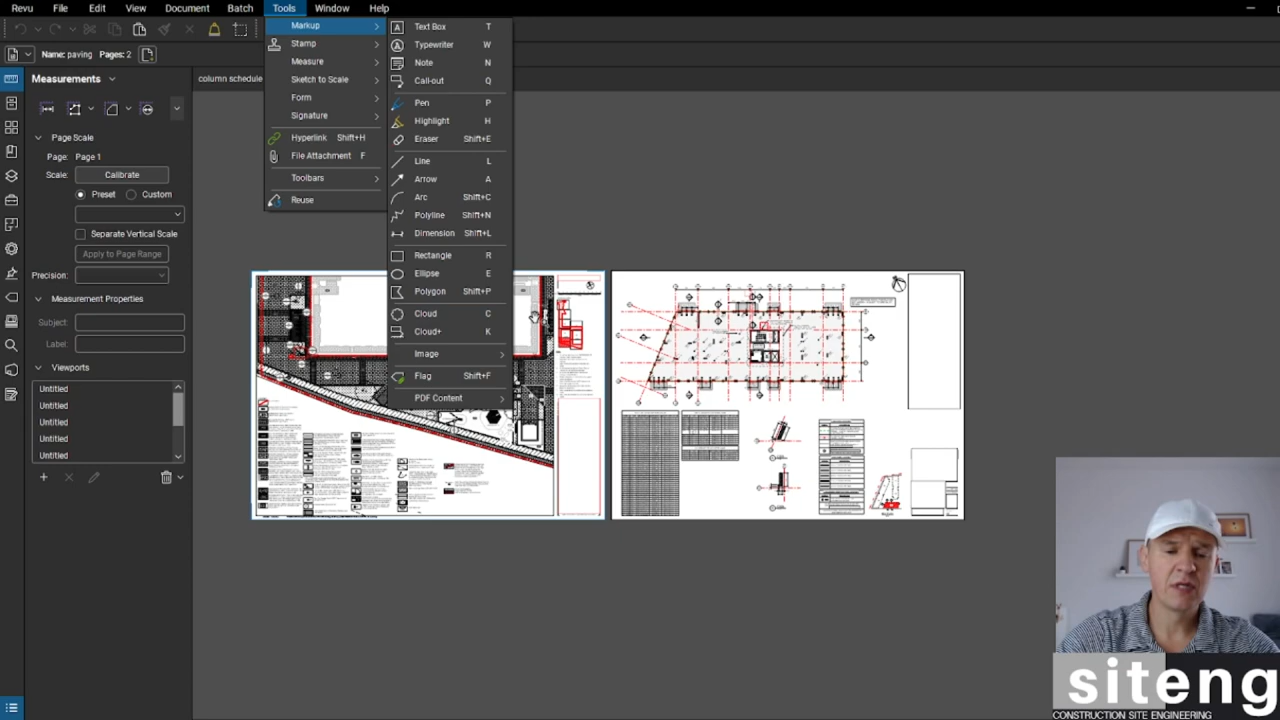 Revu File Edit View Document Batch Tools Window Help
Name: paving Pages: 2
Measurements
column schedule
Page Scale
Page: Page 1
Scale: Calibrate
Preset Custom
Separate Vertical Scale
Apply to Page Range
Precision:
Measurement Properties
Subject:
Label:
Viewports
Untitled
Untitled
Untitled
Untitled
Untitled
Markup
Stamp
Measure
Sketch to Scale
Form
Signature
Hyperlink Shift+H
File Attachment F
Toolbars
Reuse
Text Box T
Typewriter W
Note N
Call-out Q
Pen P
Highlight H
Eraser Shift+E
Line L
Arrow A
Arc Shift+C
Polyline Shift+N
Dimension Shift+L
Rectangle R
Ellipse E
Polygon Shift+P
Cloud C
Cloud+ K
Image
Flag Shift+F
PDF Content
siteng
CONSTRUCTION SITE ENGINEERING